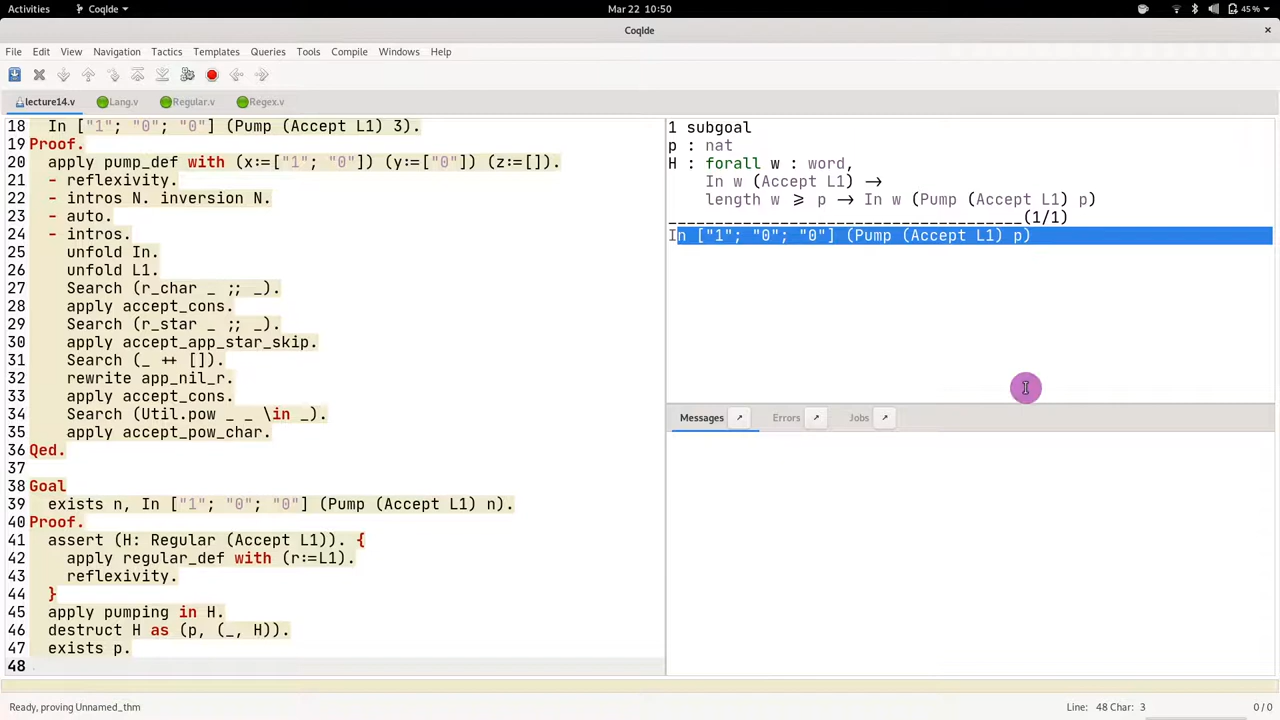 Activities
CoqIde
Mar 22 10:50
45%
CoqIde
File Edit View Navigation Tactics Templates Queries Tools Compile Windows Help
lecture14.v Lang.v Regular.v Regex.v
18 In ["1"; "0"; "0"] (Pump (Accept L1) 3).
19 Proof.
20 apply pump_def with (x:=["1"; "0"]) (y:=["0"]) (z:=[]).
21 - reflexivity.
22 - intros N. inversion N.
23 - auto.
24 - intros.
25 unfold In.
26 unfold L1.
27 Search (r_char _ ;; _).
28 apply accept_cons.
29 Search (r_star _ ;; _).
30 apply accept_app_star_skip.
31 Search (_ ++ []).
32 rewrite app_nil_r.
33 apply accept_cons.
34 Search (Util.pow _ _ \in _).
35 apply accept_pow_char.
36 Qed.
37
38 Goal
39 exists n, In ["1"; "0"; "0"] (Pump (Accept L1) n).
40 Proof.
41 assert (H: Regular (Accept L1)). {
42 apply regular_def with (r:=L1).
43 reflexivity.
44 }
45 apply pumping in H.
46 destruct H as (p, (_, H)).
47 exists p.
48
1 subgoal
p : nat
H : forall w : word,
In w (Accept L1) →
length w ⩾ p → In w (Pump (Accept L1) p)
______________________________________(1/1)
In ["1"; "0"; "0"] (Pump (Accept L1) p)
Messages ↗ Errors ↗ Jobs ↗
Ready, proving Unnamed_thm
Line: 48 Char: 3
0 / 0